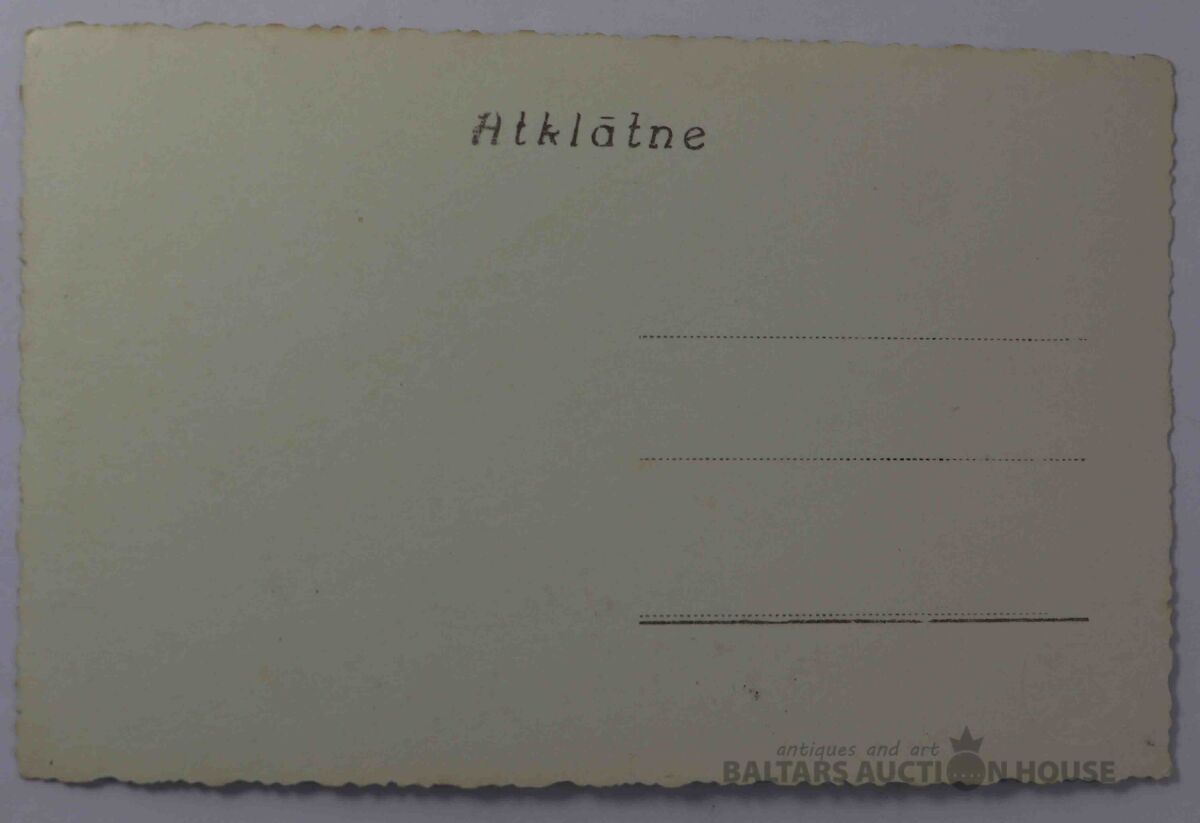 Atklātne
antiques and art
BALTARS AUCTION HOUSE